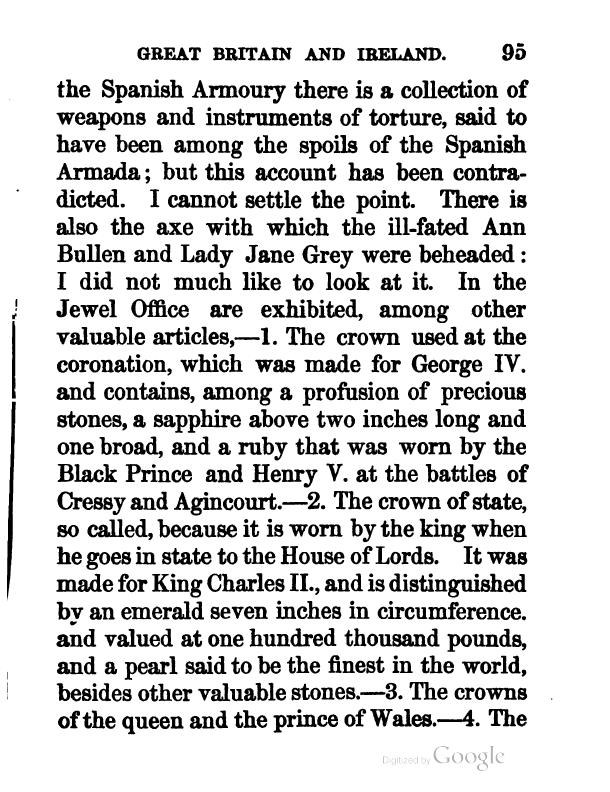 GREAT BRITAIN AND IRELAND. 95
the Spanish Armoury there is a collection of
weapons and instruments of torture, said to
have been among the spoils of the Spanish
Armada; but this account has been contra-
dicted. I cannot settle the point. There is
also the axe with which the ill-fated Ann
Bullen and Lady Jane Grey were beheaded:
I did not much like to look at it. In the
Jewel Office are exhibited, among other
valuable articles,—1. The crown used at the
coronation, which was made for George IV.
and contains, among a profusion of precious
stones, a sapphire above two inches long and
one broad, and a ruby that was worn by the
Black Prince and Henry V. at the battles of
Cressy and Agincourt.—2. The crown of state,
so called, because it is worn by the king when
he goes in state to the House of Lords. It was
made for King Charles II., and is distinguished
by an emerald seven inches in circumference.
and valued at one hundred thousand pounds,
and a pearl said to be the finest in the world,
besides other valuable stones.—3. The crowns
of the queen and the prince of Wales.—4. The
Digitized by Google